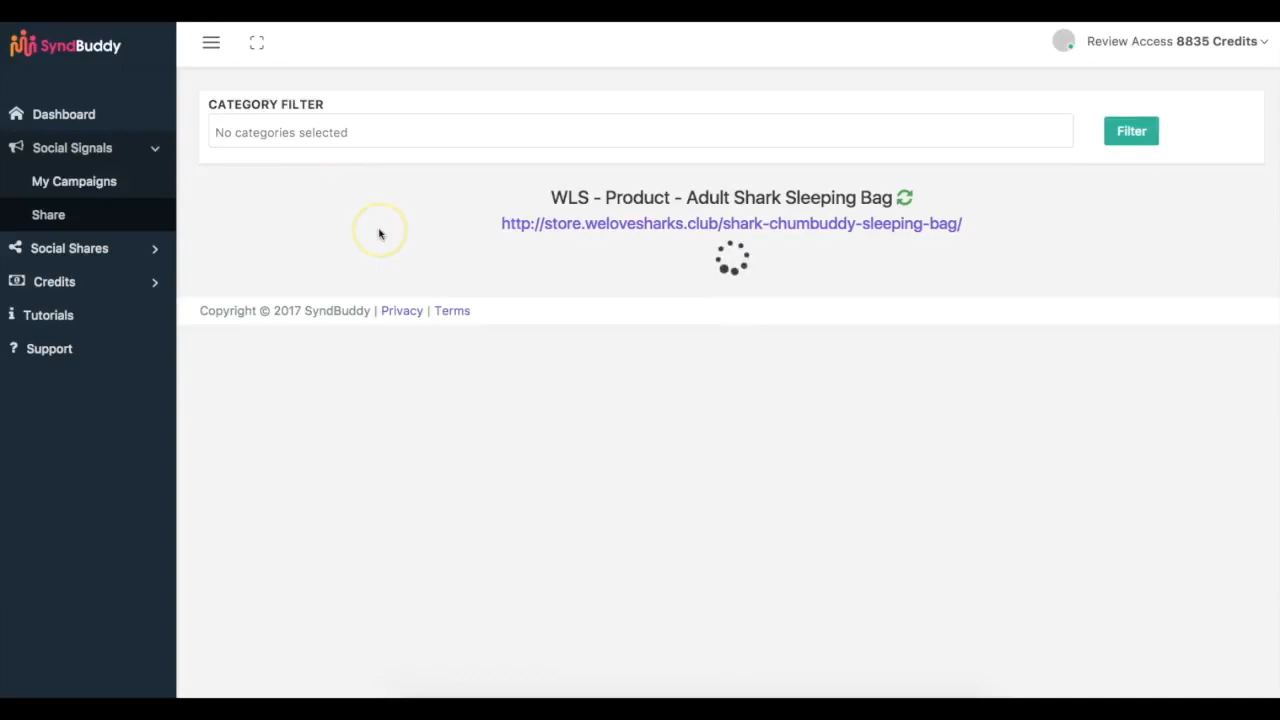 SyndBuddy
Review Access 8835 Credits
Dashboard
Social Signals
My Campaigns
Share
Social Shares
Credits
Tutorials
Support
CATEGORY FILTER
No categories selected
Filter
WLS - Product - Adult Shark Sleeping Bag
http://store.welovesharks.club/shark-chumbuddy-sleeping-bag/
Copyright © 2017 SyndBuddy | Privacy | Terms